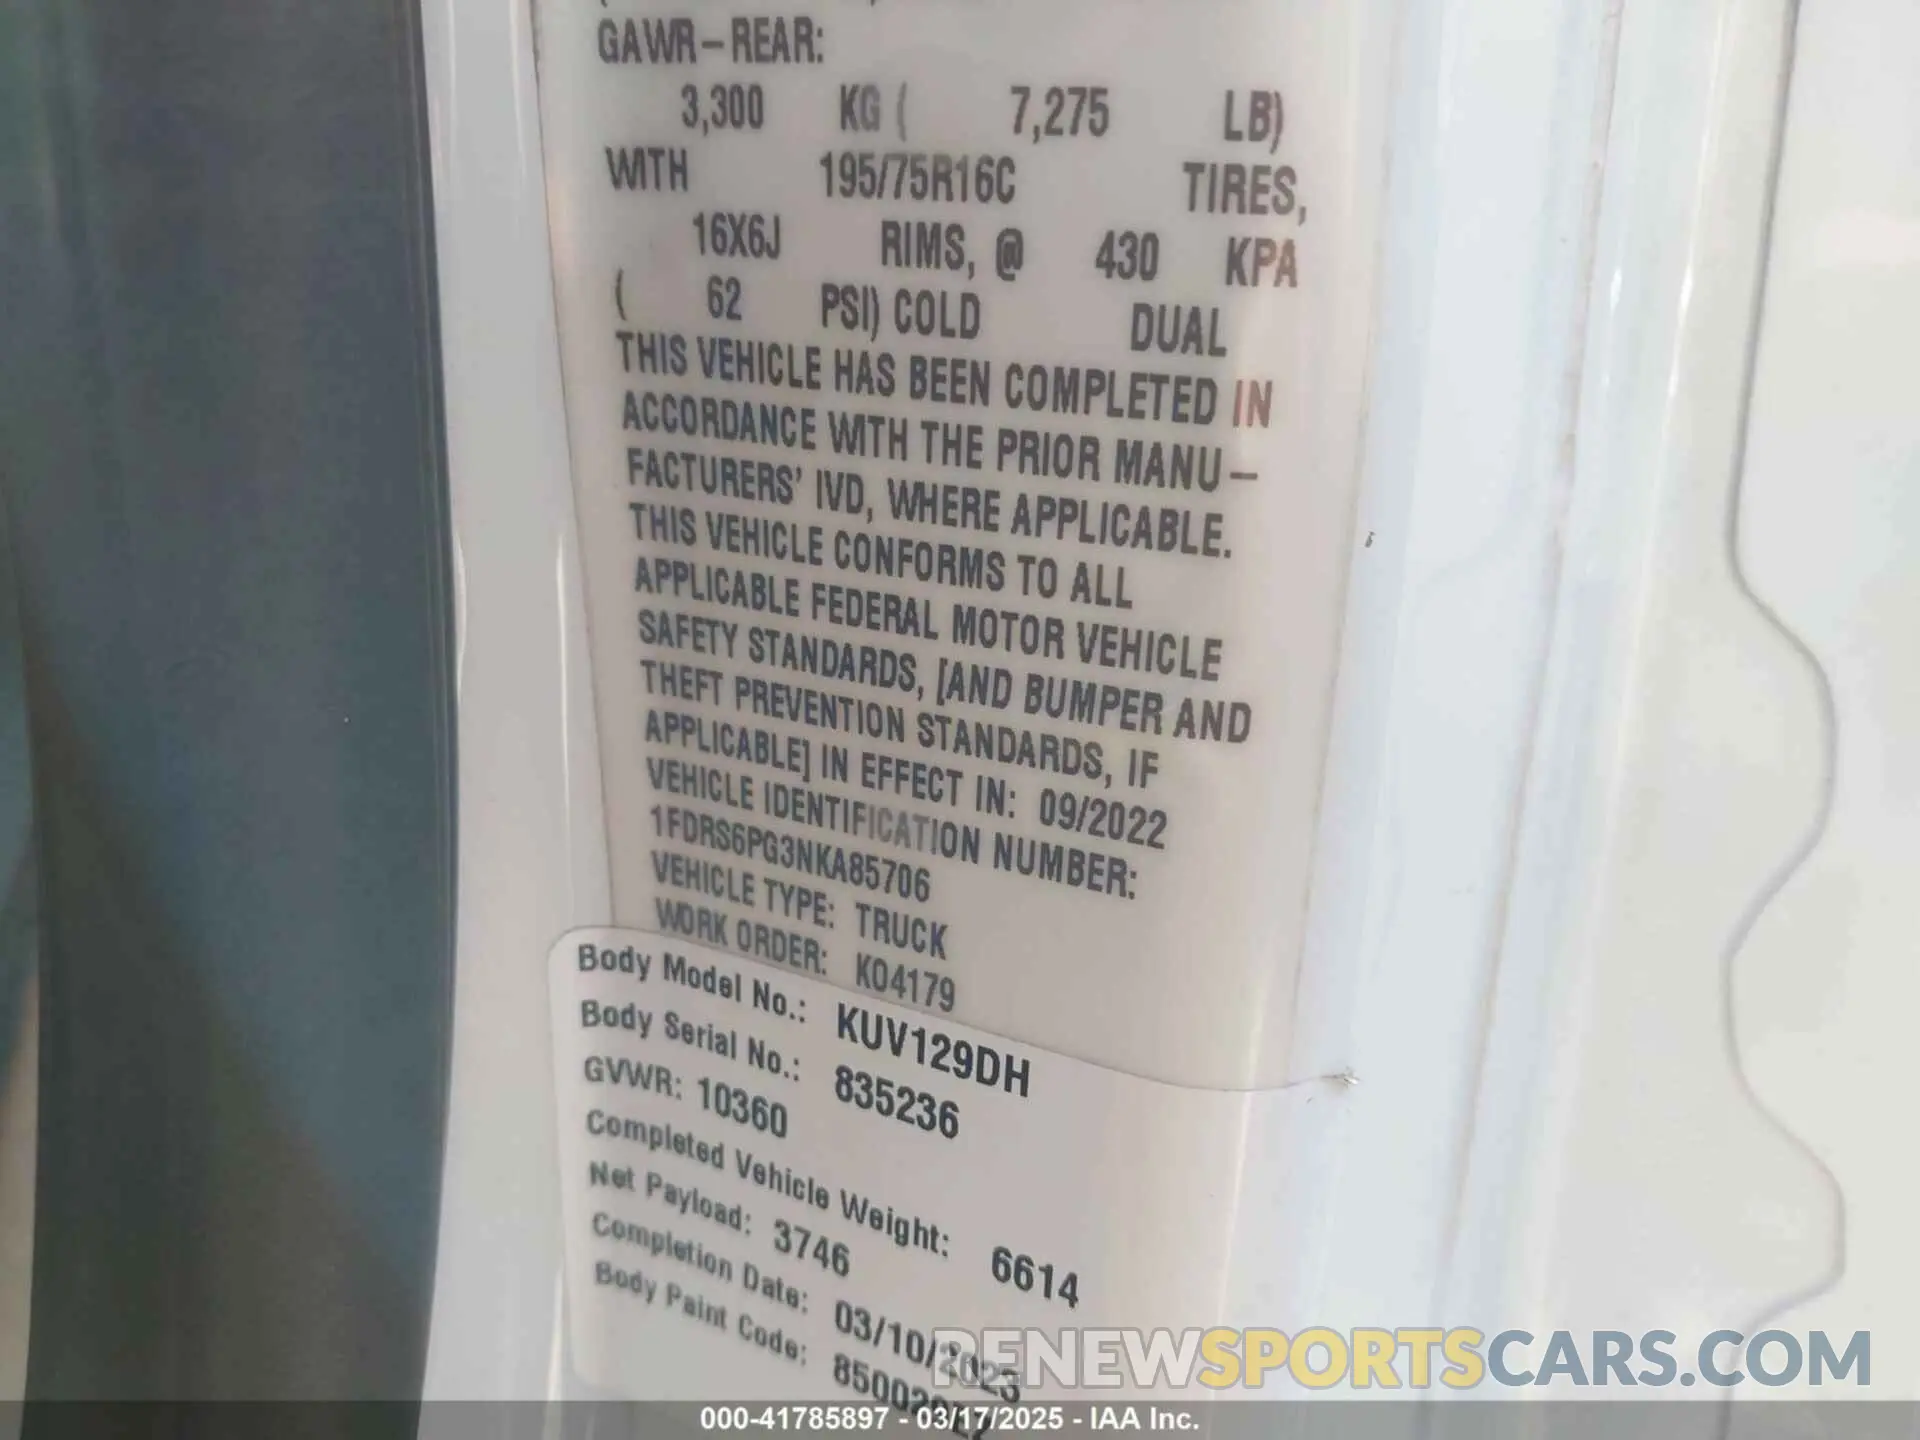 GAWR-REAR:
3,300 KG ( 7,275 LB)
WITH 195/75R16C TIRES,
16X6J RIMS, @ 430 KPA
( 62 PSI) COLD DUAL
THIS VEHICLE HAS BEEN COMPLETED IN
ACCORDANCE WITH THE PRIOR MANU-
FACTURERS' IVD, WHERE APPLICABLE.
THIS VEHICLE CONFORMS TO ALL
APPLICABLE FEDERAL MOTOR VEHICLE
SAFETY STANDARDS, [AND BUMPER AND
THEFT PREVENTION STANDARDS, IF
APPLICABLE] IN EFFECT IN: 09/2022
VEHICLE IDENTIFICATION NUMBER:
1FDRS6PG3NKA85706
VEHICLE TYPE: TRUCK
WORK ORDER: K04179
Body Model No.: KUV129DH
Body Serial No.: 835236
GVWR: 10360
Completed Vehicle Weight: 6614
Net Payload: 3746
Completion Date: 03/10/2023
Body Paint Code:
RENEWSPORTSCARS.COM
000-41785897 - 03/17/2025 - IAA Inc.